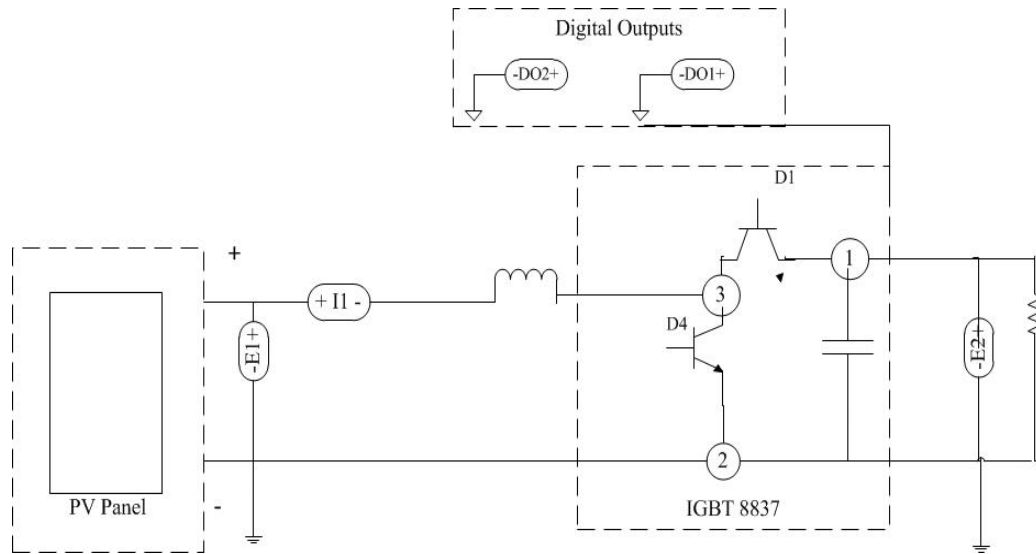 Digital Outputs
-DO2+
-DO1+
D1
+
1
+ I1 -
3
D4
-E1+
-E2+
2
PV Panel
-
IGBT 8837